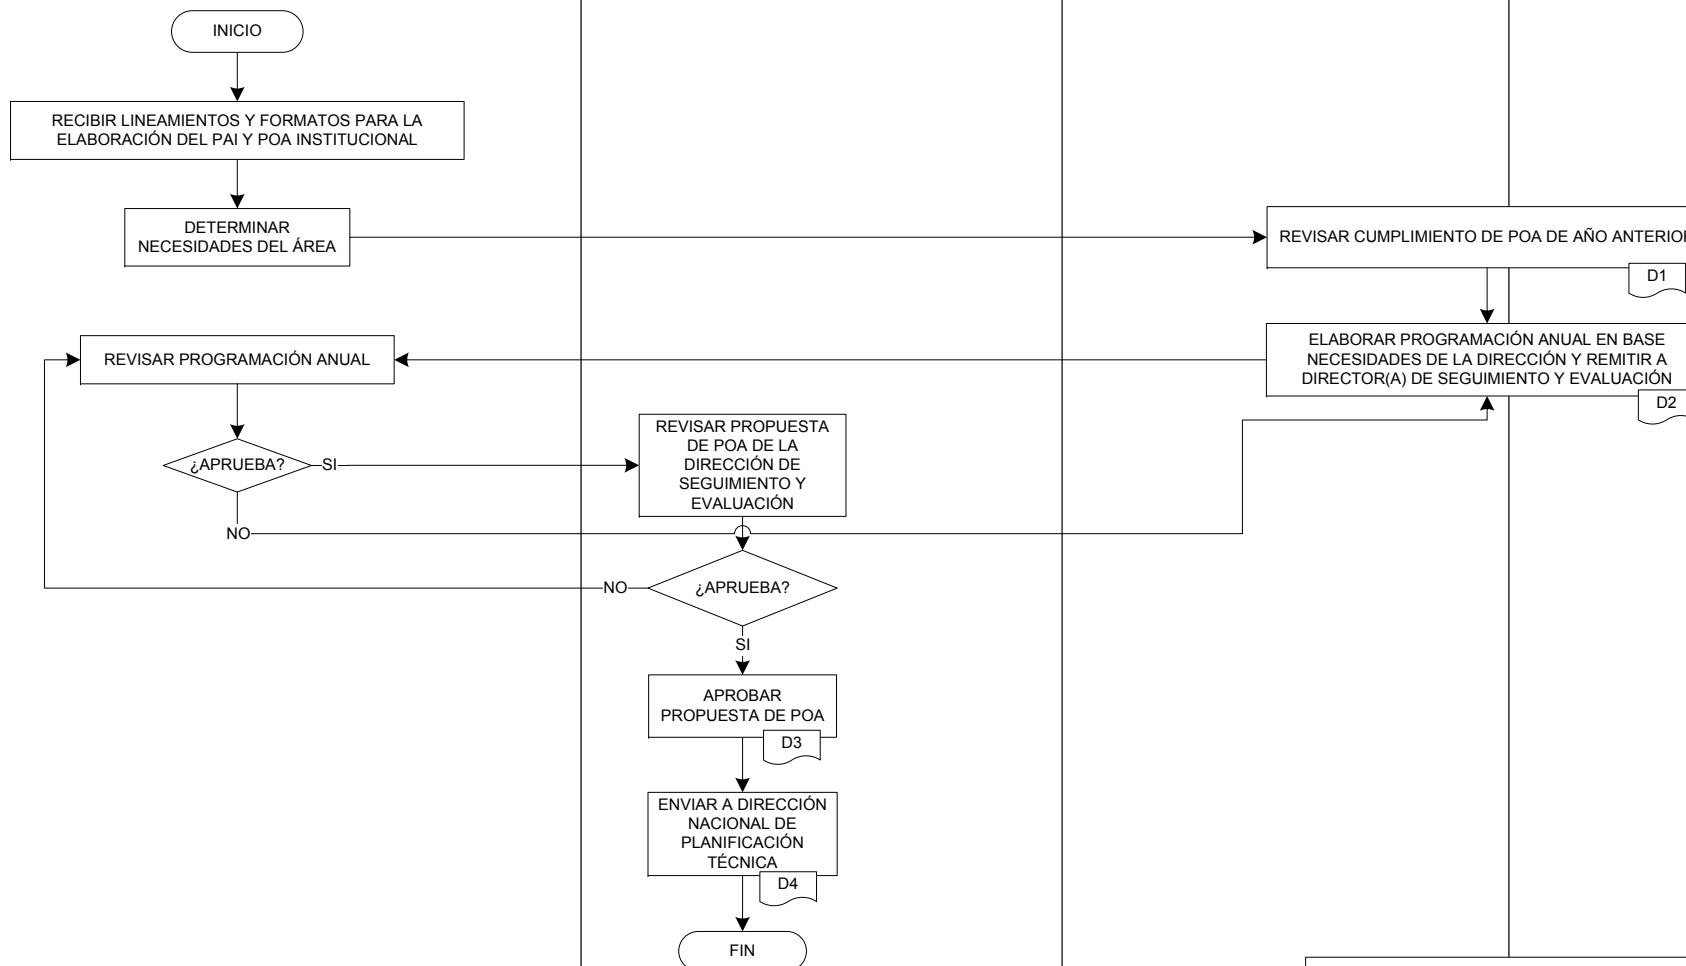 INICIO
RECIBIR LINEAMIENTOS Y FORMATOS PARA LA
ELABORACIÓN DEL PAI Y POA INSTITUCIONAL
DETERMINAR
NECESIDADES DEL ÁREA
REVISAR CUMPLIMIENTO DE POA DE AÑO ANTERIOR
D1
ELABORAR PROGRAMACIÓN ANUAL EN BASE
NECESIDADES DE LA DIRECCIÓN Y REMITIR A
DIRECTOR(A) DE SEGUIMIENTO Y EVALUACIÓN
D2
REVISAR PROGRAMACIÓN ANUAL
¿APRUEBA?
SI
NO
REVISAR PROPUESTA
DE POA DE LA
DIRECCIÓN DE
SEGUIMIENTO Y
EVALUACIÓN
¿APRUEBA?
NO
SI
APROBAR
PROPUESTA DE POA
D3
ENVIAR A DIRECCIÓN
NACIONAL DE
PLANIFICACIÓN
TÉCNICA
D4
FIN